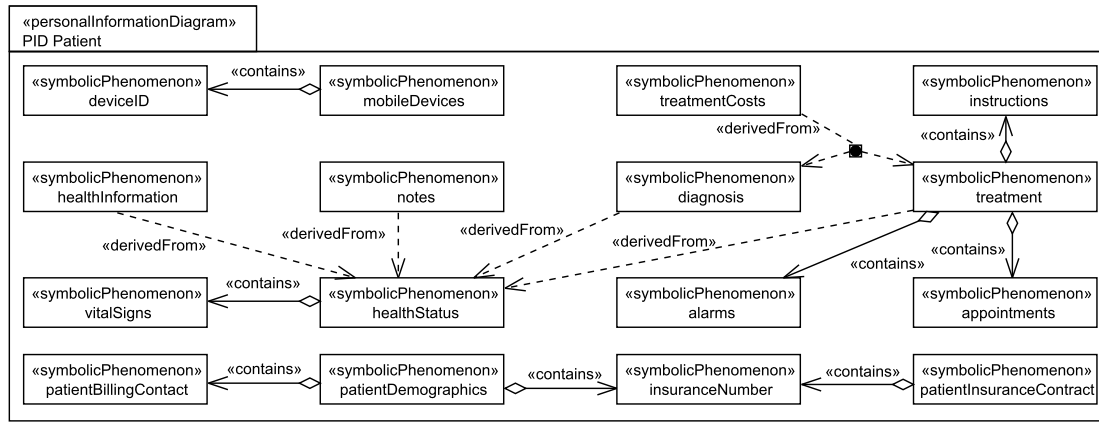 «personalInformationDiagram»
PID Patient
«symbolicPhenomenon»
deviceID
«contains»
«symbolicPhenomenon»
mobileDevices
«symbolicPhenomenon»
treatmentCosts
«symbolicPhenomenon»
instructions
«derivedFrom»
«contains»
«symbolicPhenomenon»
healthInformation
«symbolicPhenomenon»
notes
«symbolicPhenomenon»
diagnosis
«symbolicPhenomenon»
treatment
«derivedFrom»
«derivedFrom»
«derivedFrom»
«derivedFrom»
«contains»
«contains»
«symbolicPhenomenon»
vitalSigns
«contains»
«symbolicPhenomenon»
healthStatus
«symbolicPhenomenon»
alarms
«symbolicPhenomenon»
appointments
«symbolicPhenomenon»
patientBillingContact
«contains»
«symbolicPhenomenon»
patientDemographics
«contains»
«symbolicPhenomenon»
insuranceNumber
«contains»
«symbolicPhenomenon»
patientInsuranceContract